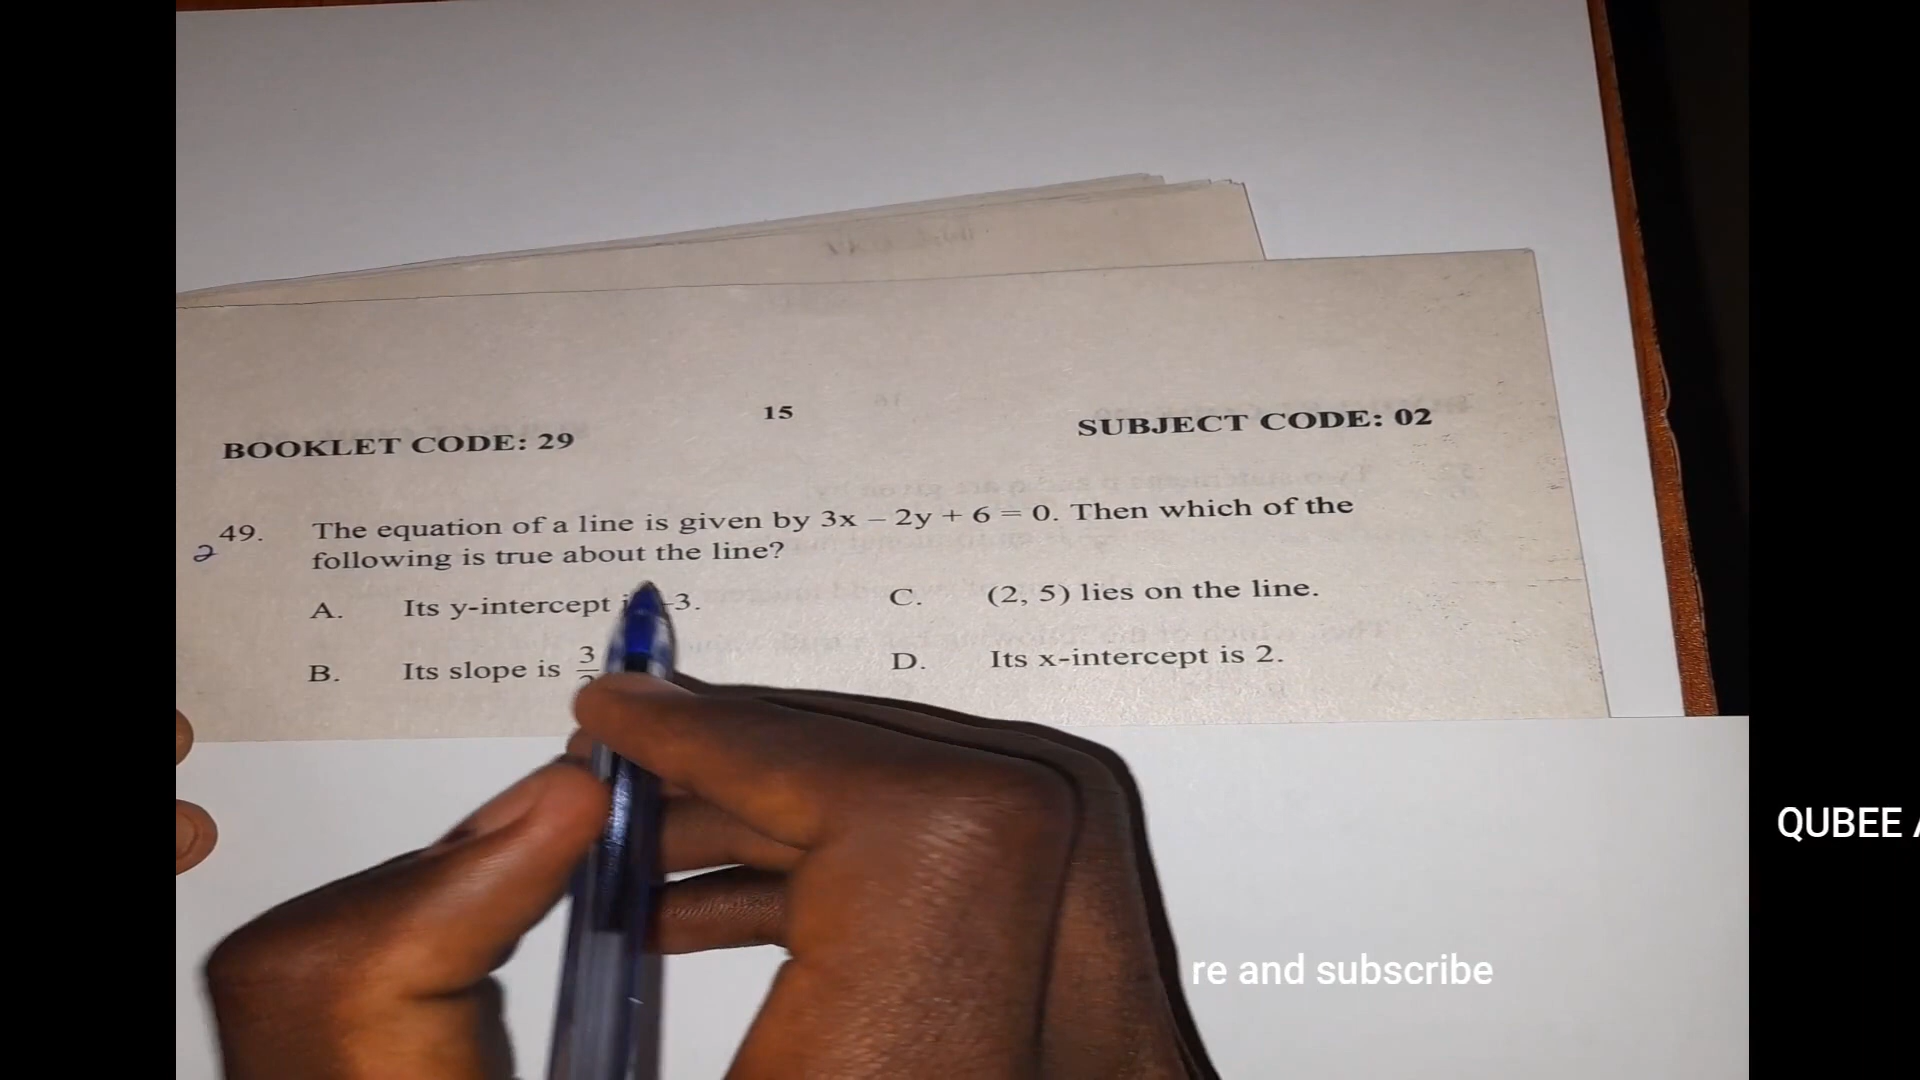 15
BOOKLET CODE: 29
SUBJECT CODE: 02
49. The equation of a line is given by 3x – 2y + 6 = 0. Then which of the
2
following is true about the line?
A. Its y-intercept –3.
C. (2, 5) lies on the line.
B. Its slope is 3
D. Its x-intercept is 2.
QUBEE
re and subscribe